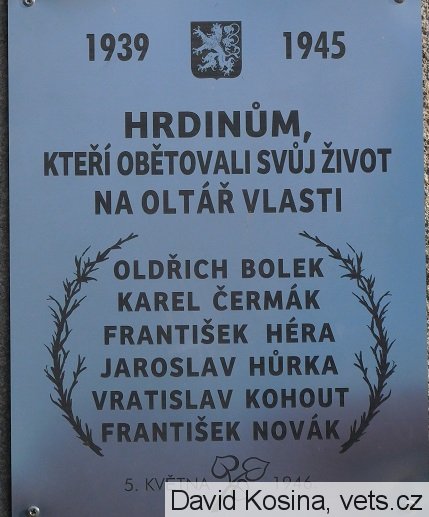 1939 1945
HRDINŮM,
KTEŘÍ OBĚTOVALI SVŮJ ŽIVOT
NA OLTÁŘ VLASTI
OLDŘICH BOLEK
KAREL ČERMÁK
FRANTIŠEK HÉRA
JAROSLAV HŮRKA
VRATISLAV KOHOUT
FRANTIŠEK NOVÁK
5. KVĚTNA 1946
David Kosina, vets.cz